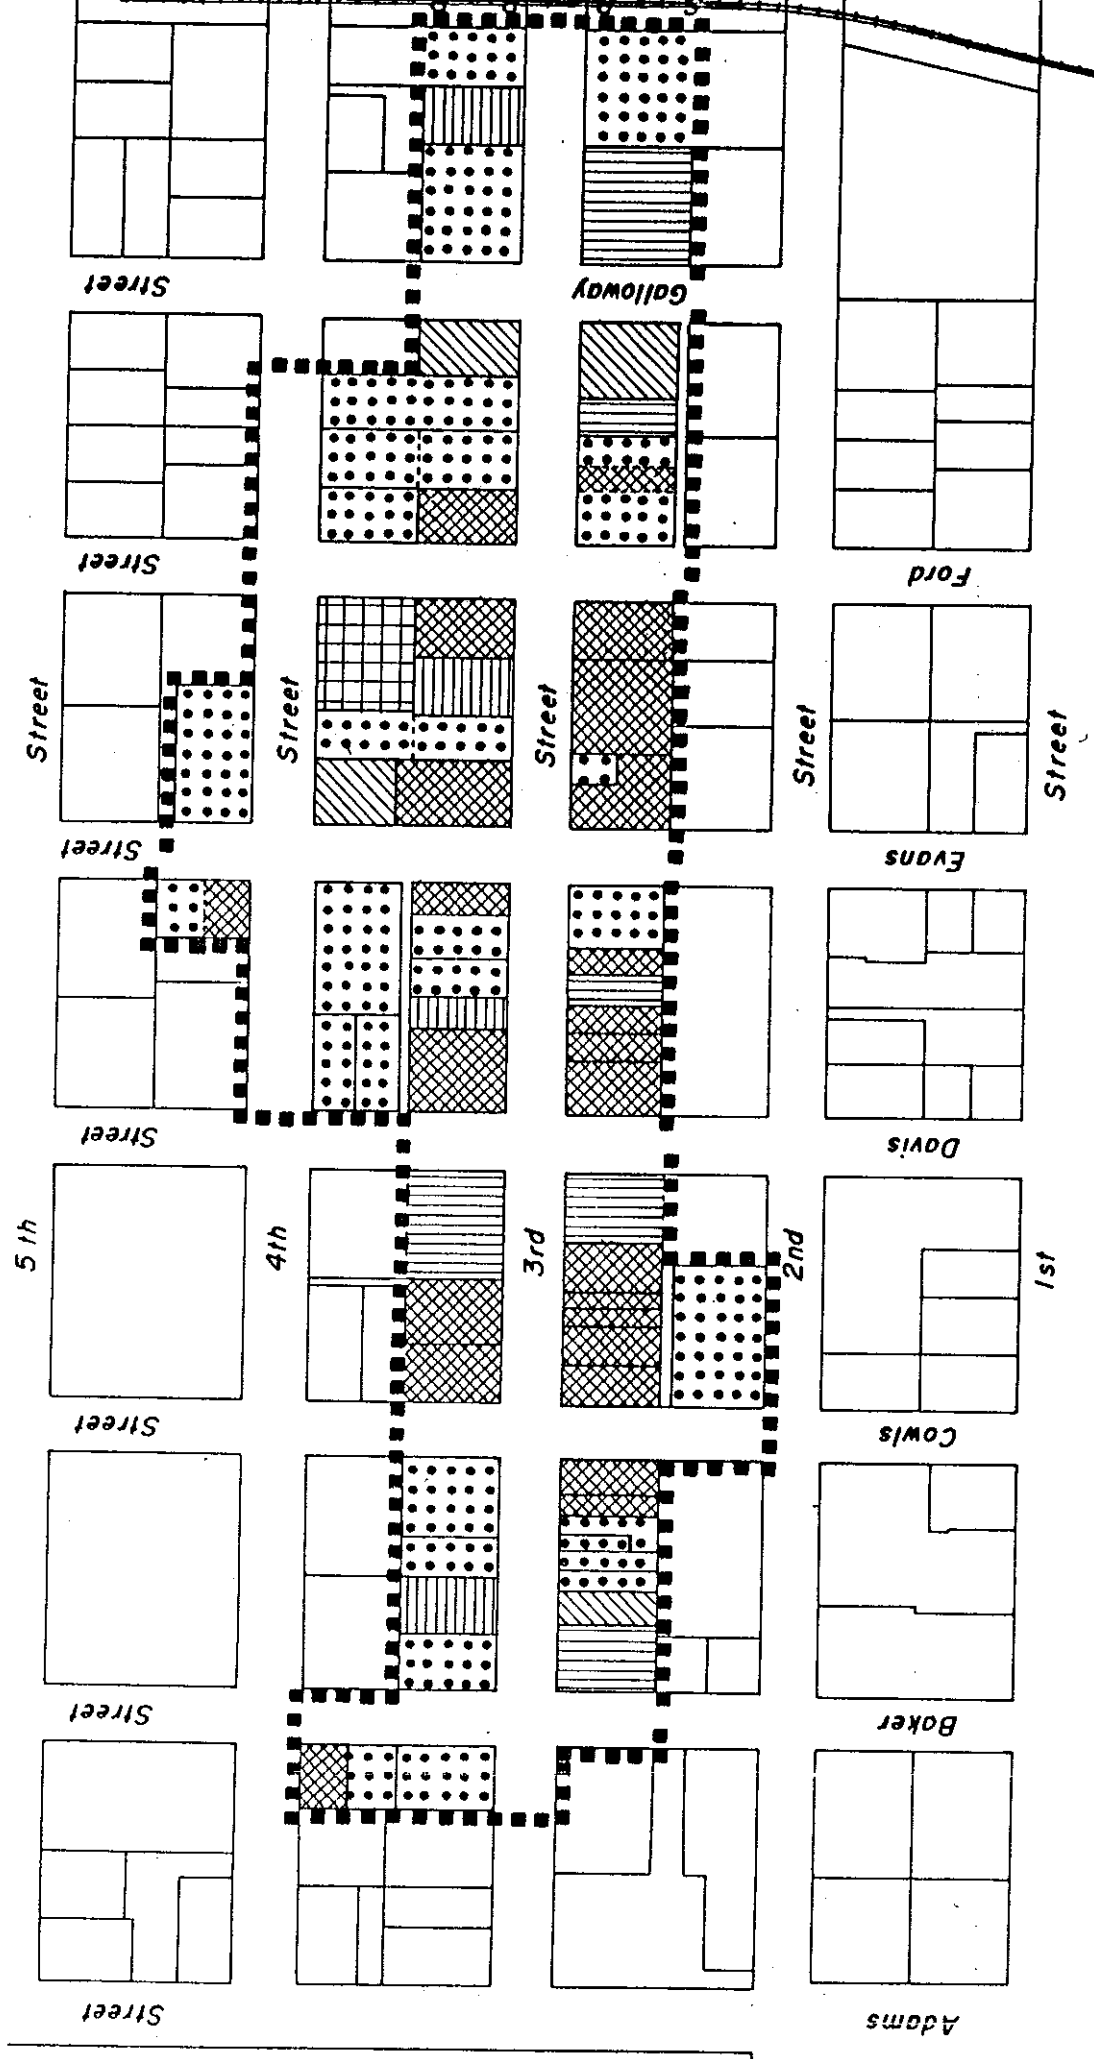 Street Galloway
Street Ford
Street Evans
Street Davis
Street Cowls
Street Baker
Street Adams
5th Street
4th Street
3rd Street
2nd Street
1st Street